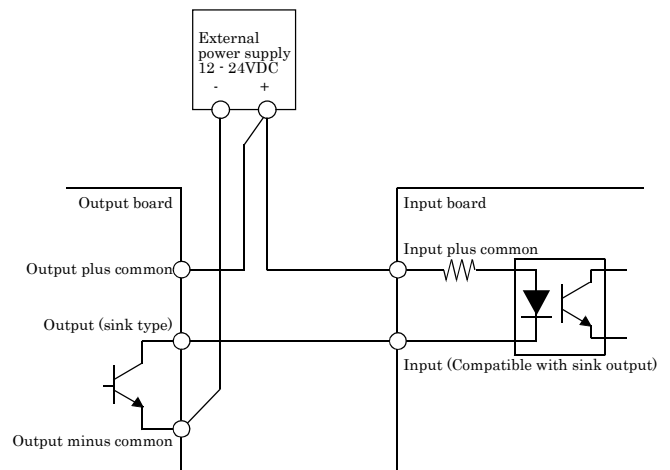 External
power supply
12 - 24VDC
- +
Output board
Input board
Output plus common
Input plus common
Output (sink type)
Input (Compatible with sink output)
Output minus common